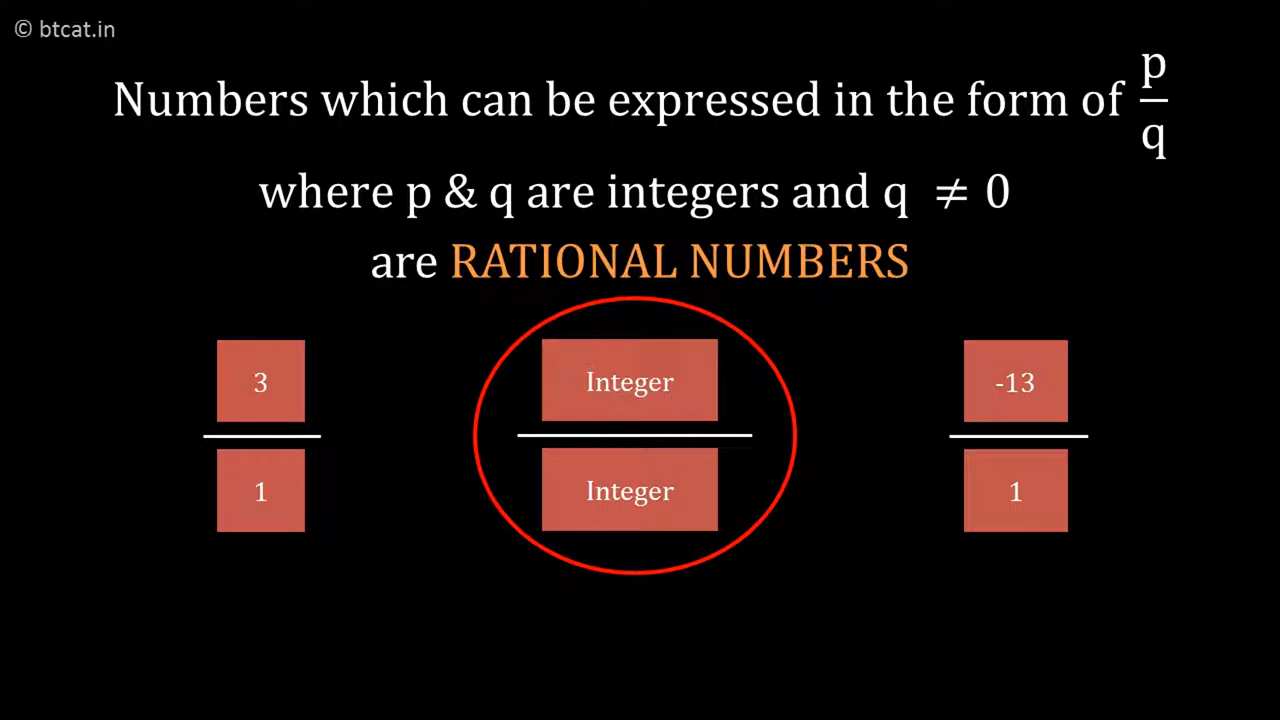 © btcat.in
Numbers which can be expressed in the form of p/q
where p & q are integers and q ≠ 0
are RATIONAL NUMBERS
3 Integer -13
1 Integer 1